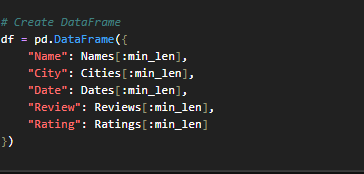 # Create DataFrame
df = pd.DataFrame({
    "Name": Names[:min_len],
    "City": Cities[:min_len],
    "Date": Dates[:min_len],
    "Review": Reviews[:min_len],
    "Rating": Ratings[:min_len]
})